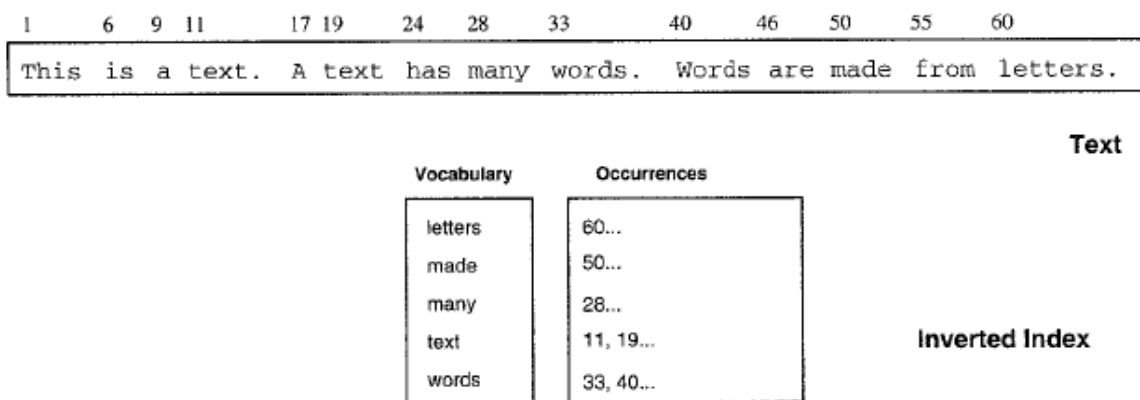 1 6 9 11 17 19 24 28 33 40 46 50 55 60
This is a text. A text has many words. Words are made from letters.
Text
Vocabulary Occurrences
letters 60...
made 50...
many 28...
text 11, 19...
Inverted Index
words 33, 40...